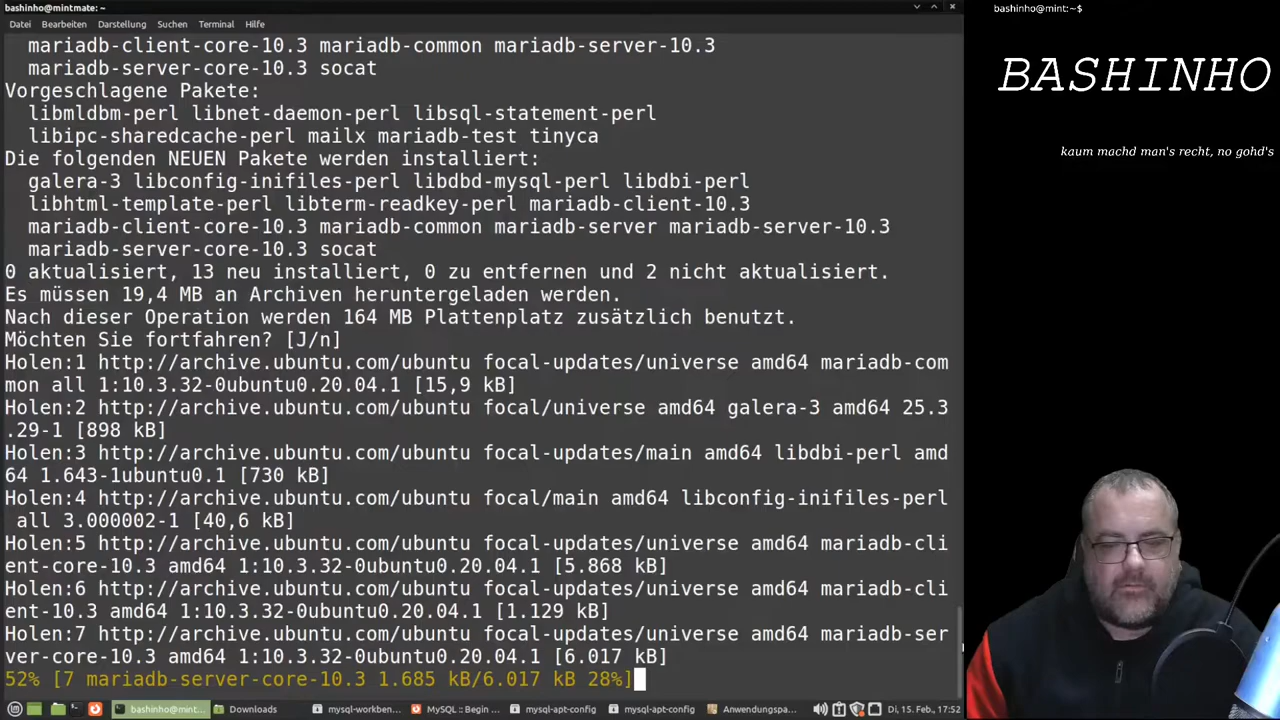 bashinho@mintmate: ~
Datei Bearbeiten Darstellung Suchen Terminal Hilfe
mariadb-client-core-10.3 mariadb-common mariadb-server-10.3
mariadb-server-core-10.3 socat
Vorgeschlagene Pakete:
libmldbm-perl libnet-daemon-perl libsql-statement-perl
libipc-sharedcache-perl mailx mariadb-test tinyca
Die folgenden NEUEN Pakete werden installiert:
galera-3 libconfig-inifiles-perl libdbd-mysql-perl libdbi-perl
libhtml-template-perl libterm-readkey-perl mariadb-client-10.3
mariadb-client-core-10.3 mariadb-common mariadb-server mariadb-server-10.3
mariadb-server-core-10.3 socat
0 aktualisiert, 13 neu installiert, 0 zu entfernen und 2 nicht aktualisiert.
Es müssen 19,4 MB an Archiven heruntergeladen werden.
Nach dieser Operation werden 164 MB Plattenplatz zusätzlich benutzt.
Möchten Sie fortfahren? [J/n]
Holen:1 http://archive.ubuntu.com/ubuntu focal-updates/universe amd64 mariadb-com
mon all 1:10.3.32-0ubuntu0.20.04.1 [15,9 kB]
Holen:2 http://archive.ubuntu.com/ubuntu focal/universe amd64 galera-3 amd64 25.3
.29-1 [898 kB]
Holen:3 http://archive.ubuntu.com/ubuntu focal-updates/main amd64 libdbi-perl amd
64 1.643-1ubuntu0.1 [730 kB]
Holen:4 http://archive.ubuntu.com/ubuntu focal/main amd64 libconfig-inifiles-perl
all 3.000002-1 [40,6 kB]
Holen:5 http://archive.ubuntu.com/ubuntu focal-updates/universe amd64 mariadb-cli
ent-core-10.3 amd64 1:10.3.32-0ubuntu0.20.04.1 [5.868 kB]
Holen:6 http://archive.ubuntu.com/ubuntu focal-updates/universe amd64 mariadb-cli
ent-10.3 amd64 1:10.3.32-0ubuntu0.20.04.1 [1.129 kB]
Holen:7 http://archive.ubuntu.com/ubuntu focal-updates/universe amd64 mariadb-ser
ver-core-10.3 amd64 1:10.3.32-0ubuntu0.20.04.1 [6.017 kB]
52% [7 mariadb-server-core-10.3 1.685 kB/6.017 kB 28%]
bashinho@mint... Downloads mysql-workben... MySQL :: Begin ... mysql-apt-config mysql-apt-config Anwendungspa... Di, 15. Feb., 17:52
bashinho@mint:~$
BASHINHO
kaum machd man's recht, no gohd's